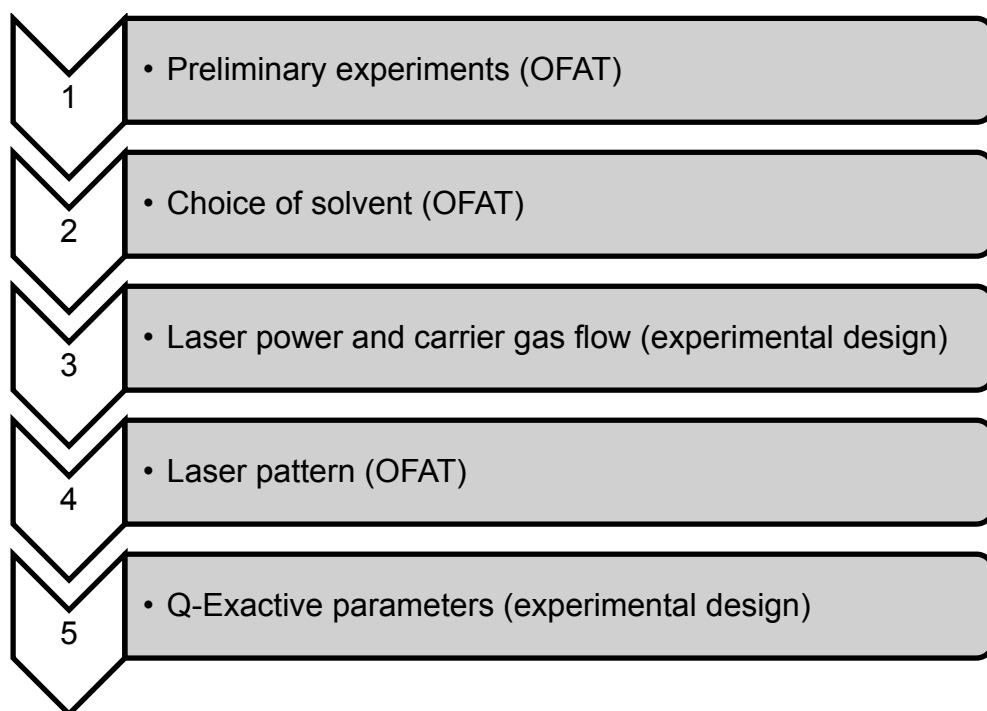 1
• Preliminary experiments (OFAT)
2
• Choice of solvent (OFAT)
3
• Laser power and carrier gas flow (experimental design)
4
• Laser pattern (OFAT)
5
• Q-Exactive parameters (experimental design)